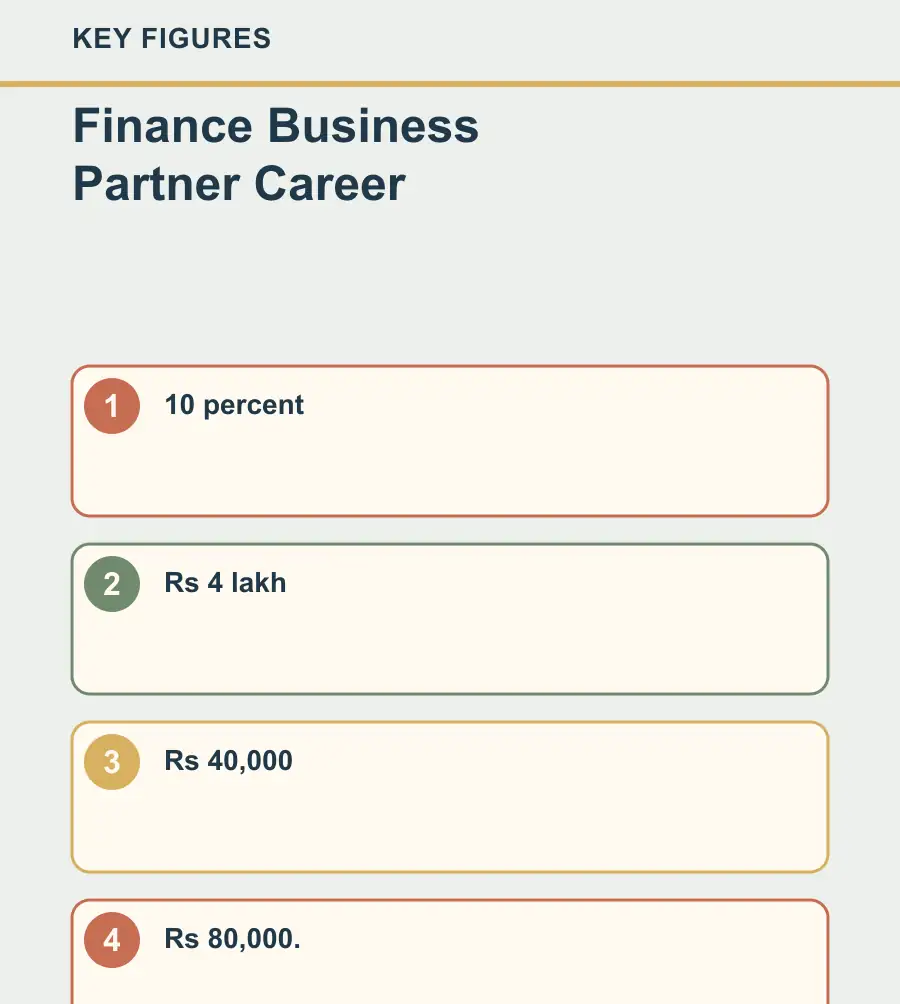 KEY FIGURES
Finance Business
Partner Career
1 10 percent
2 Rs 4 lakh
3 Rs 40,000
4 Rs 80,000.